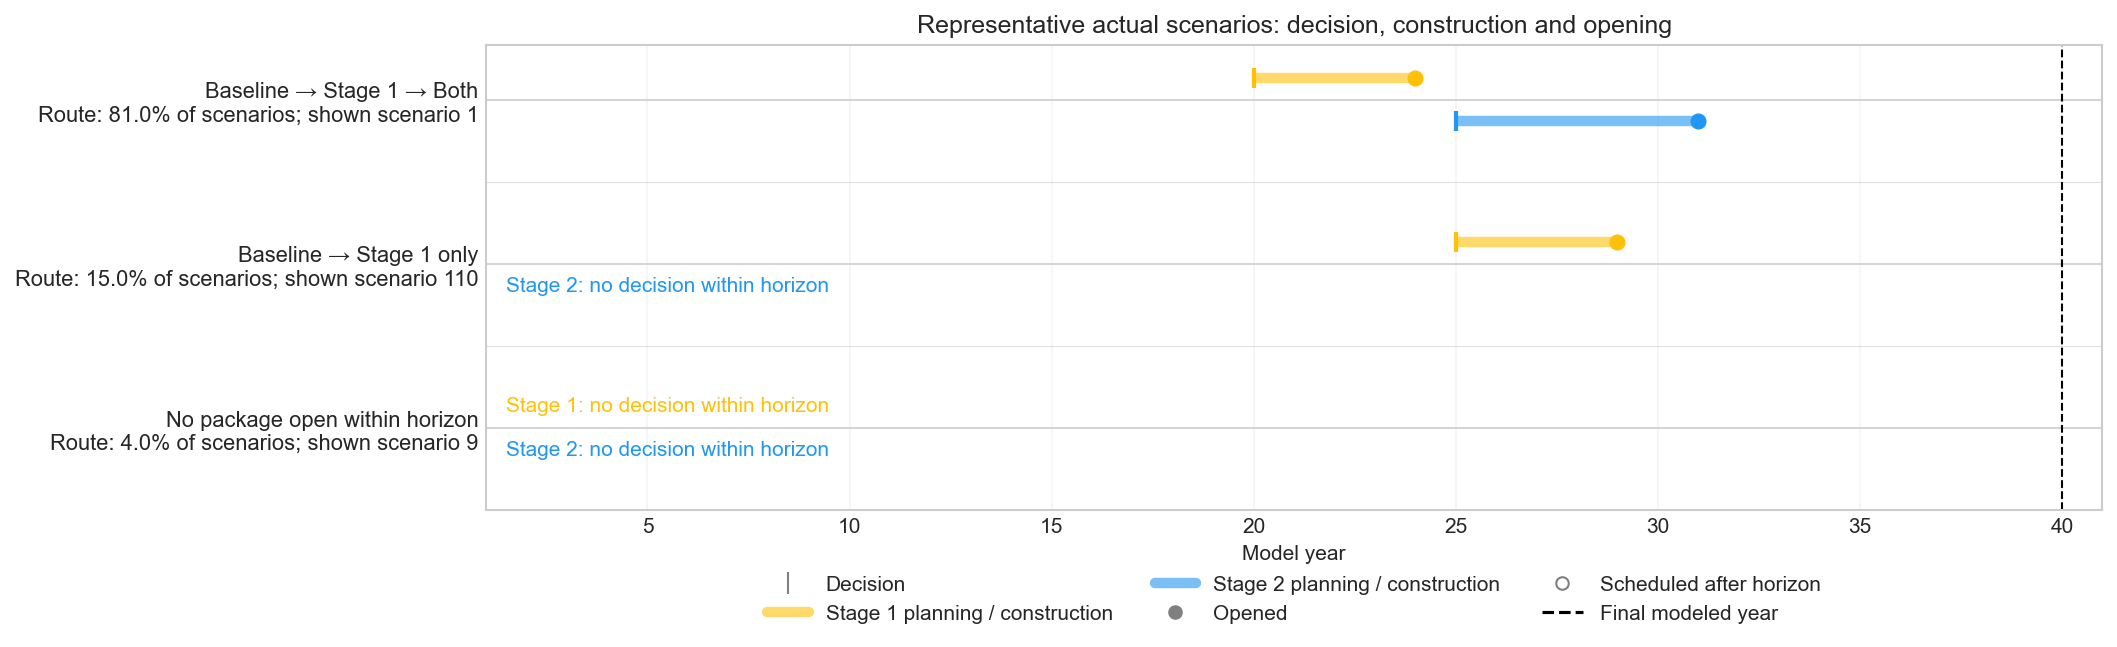 Representative actual scenarios: decision, construction and opening
Baseline → Stage 1 → Both
Route: 81.0% of scenarios; shown scenario 1
Baseline → Stage 1 only
Route: 15.0% of scenarios; shown scenario 110
Stage 2: no decision within horizon
Stage 1: no decision within horizon
No package open within horizon
Route: 4.0% of scenarios; shown scenario 9
Stage 2: no decision within horizon
5 10 15 20 25 30 35 40
Model year
Decision
Stage 1 planning / construction
Stage 2 planning / construction
Opened
Scheduled after horizon
Final modeled year